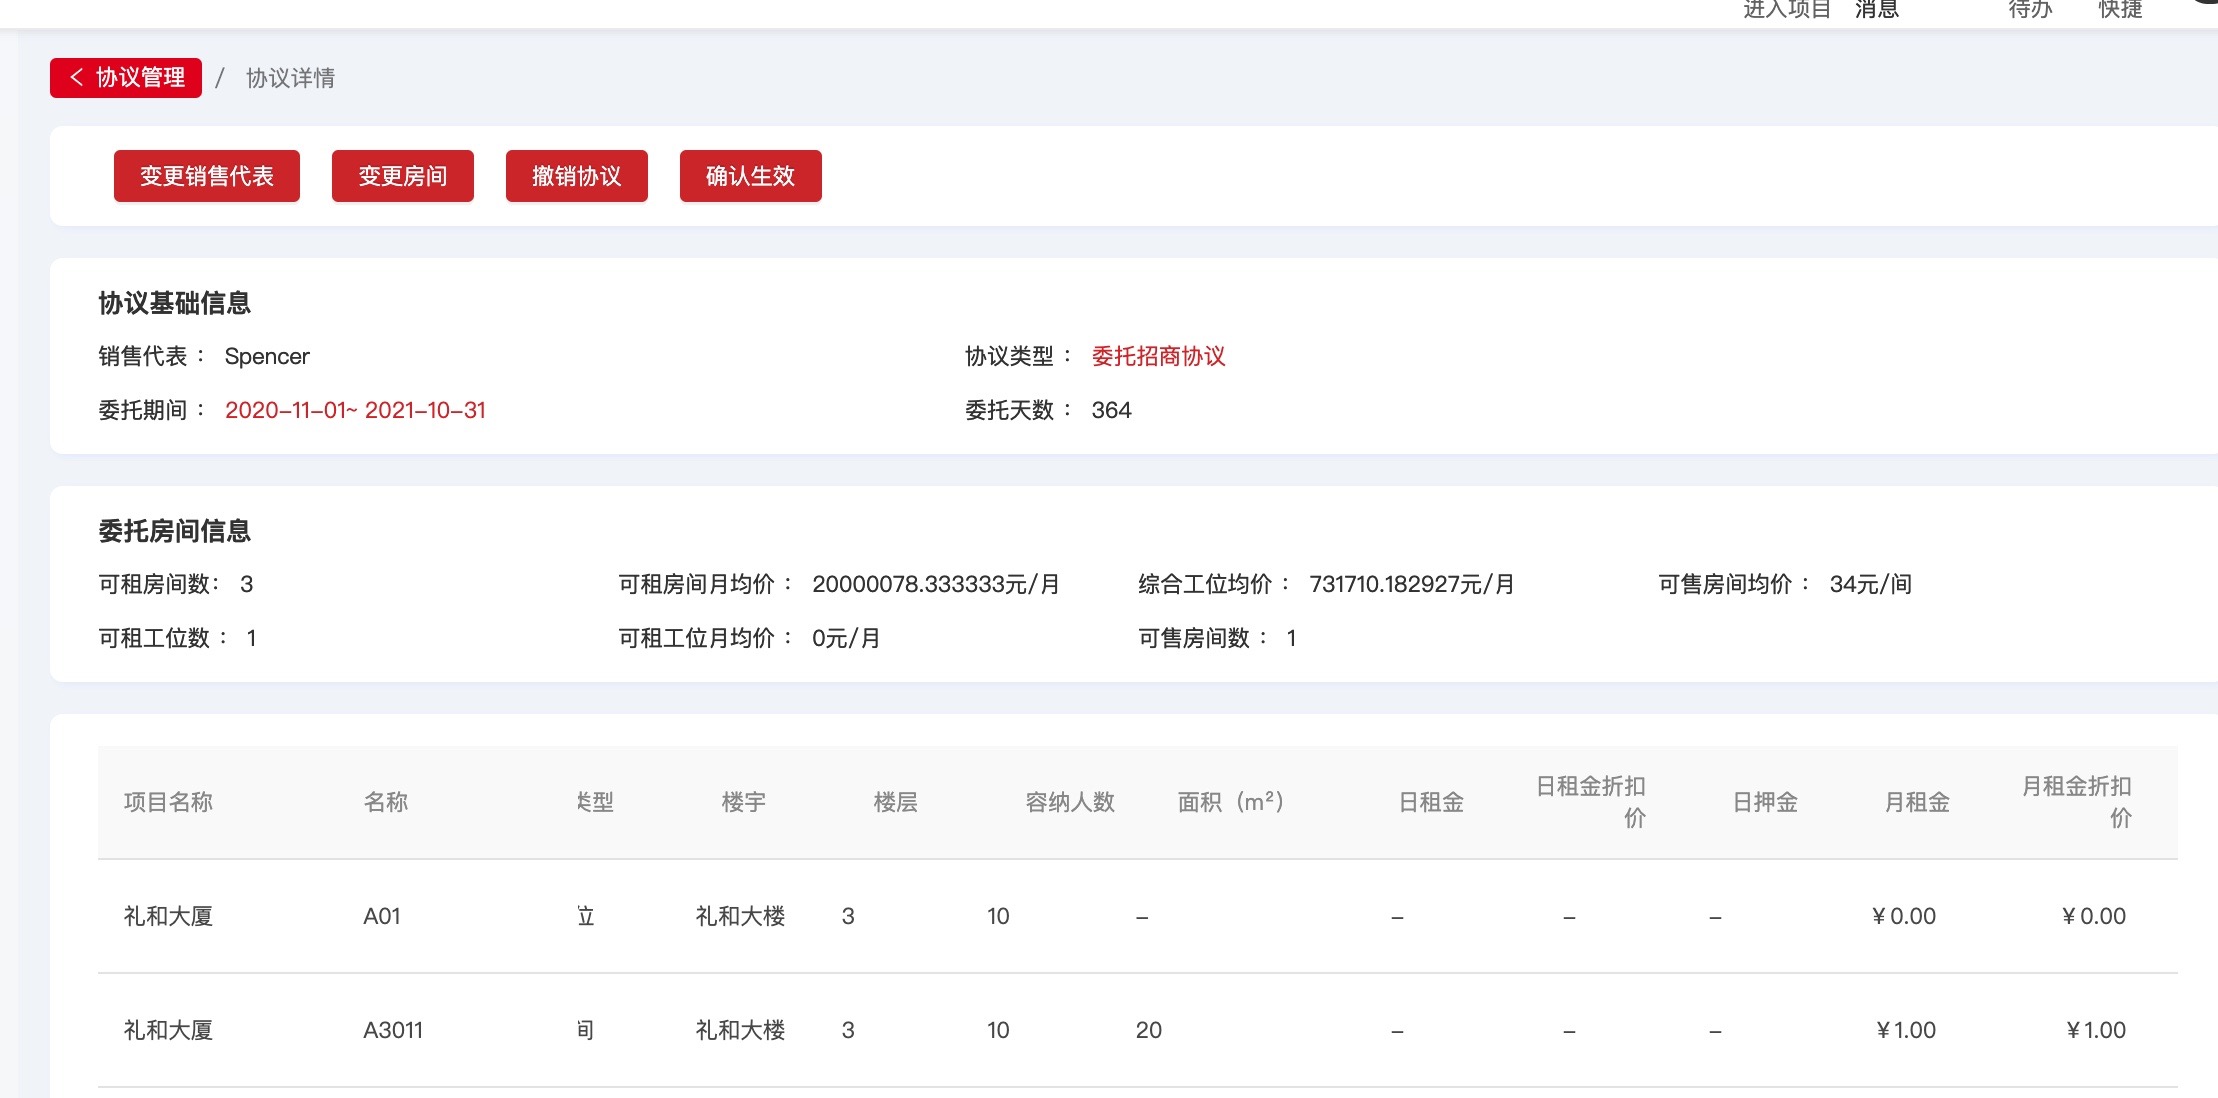 进入项目 消息 待办 快捷
< 协议管理 / 协议详情
变更销售代表 变更房间 撤销协议 确认生效
协议基础信息
销售代表： Spencer 协议类型： 委托招商协议
委托期间： 2020-11-01~ 2021-10-31 委托天数： 364
委托房间信息
可租房间数： 3 可租房间月均价： 20000078.333333元/月 综合工位均价： 731710.182927元/月 可售房间均价： 34元/间
可租工位数： 1 可租工位月均价： 0元/月 可售房间数： 1
项目名称 名称 类型 楼宇 楼层 容纳人数 面积（m²） 日租金 日租金折扣价 日押金 月租金 月租金折扣价
礼和大厦 A01 位 礼和大楼 3 10 - - - - ¥0.00 ¥0.00
礼和大厦 A3011 间 礼和大楼 3 10 20 - - - ¥1.00 ¥1.00